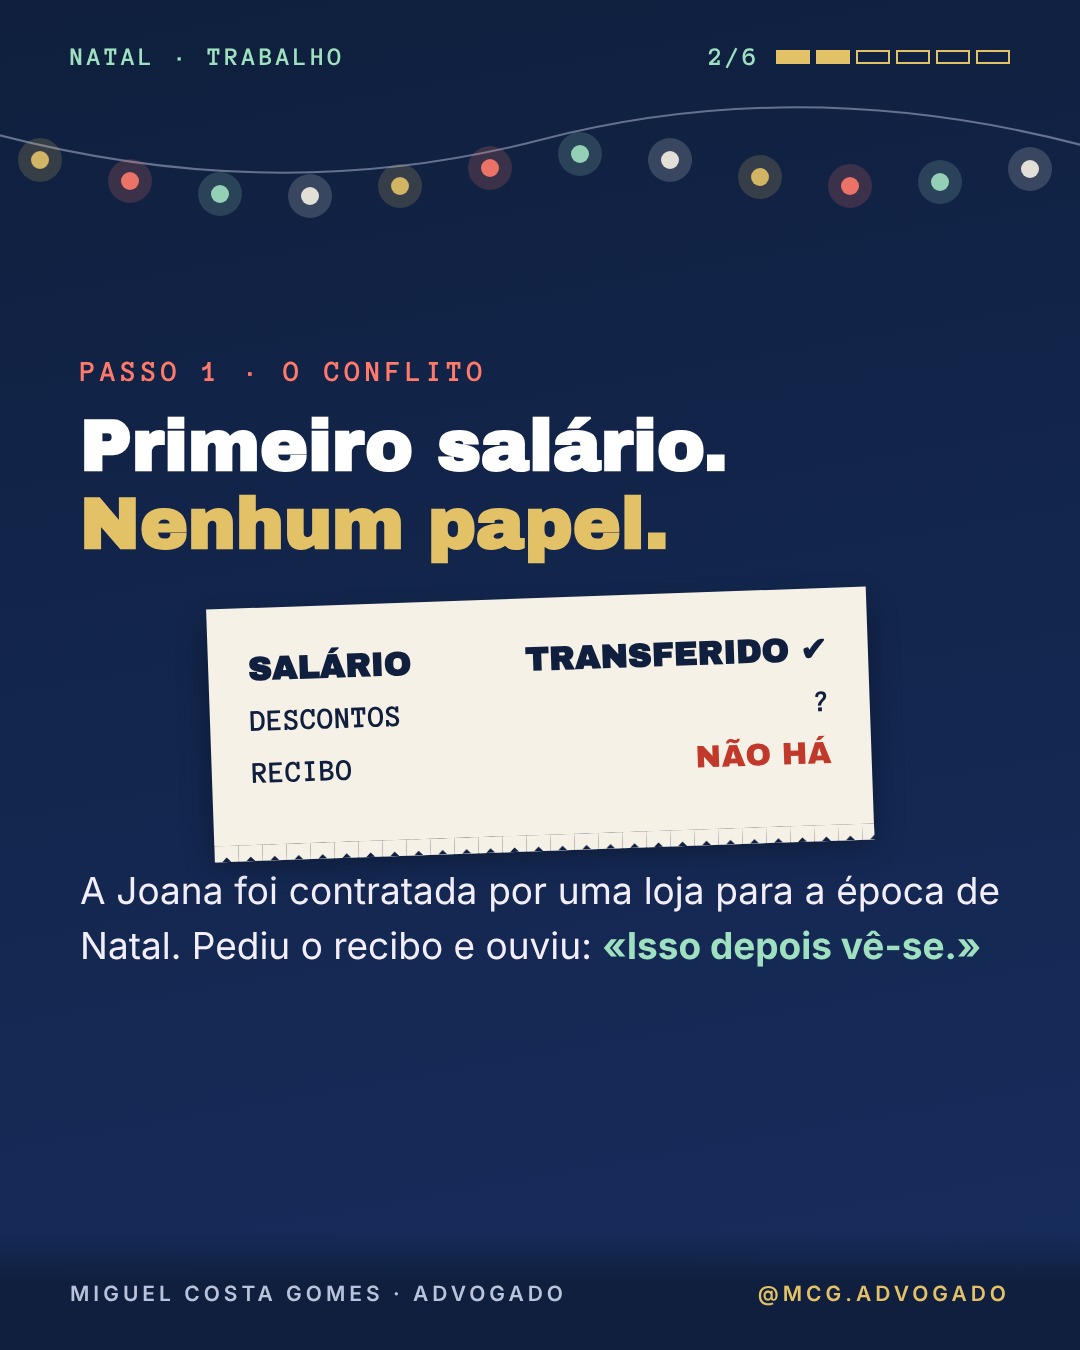 NATAL · TRABALHO
2/6
PASSO 1 · O CONFLITO
Primeiro salário.
Nenhum papel.
SALÁRIO TRANSFERIDO ✔
DESCONTOS ?
RECIBO NÃO HÁ
A Joana foi contratada por uma loja para a época de
Natal. Pediu o recibo e ouviu: «Isso depois vê-se.»
MIGUEL COSTA GOMES · ADVOGADO
@MCG.ADVOGADO